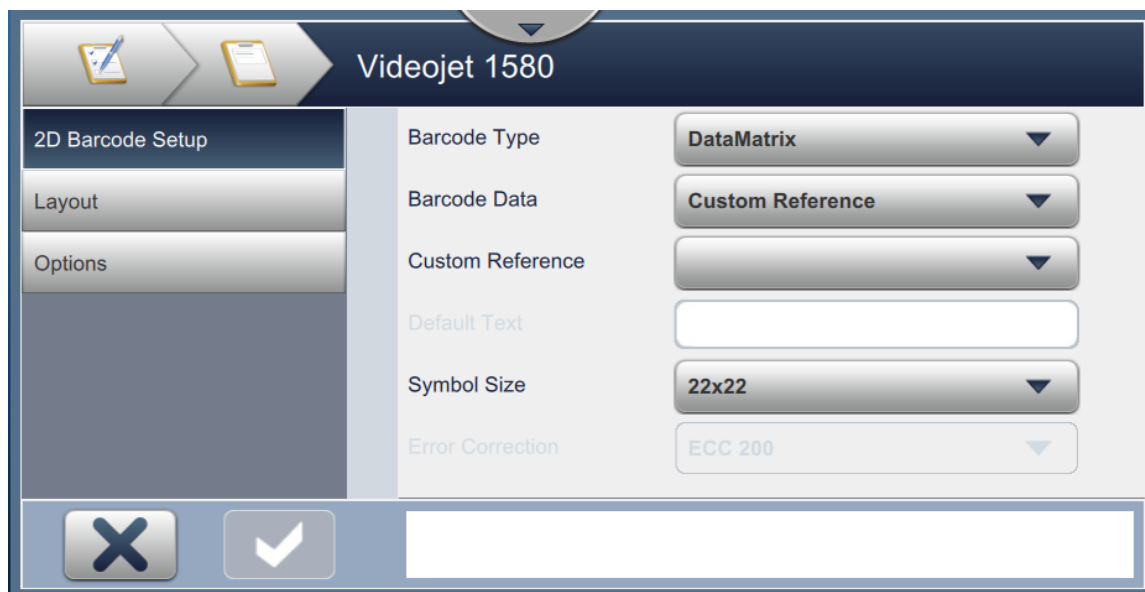 Videojet 1580
2D Barcode Setup
Layout
Options
Barcode Type
DataMatrix
Barcode Data
Custom Reference
Custom Reference
Default Text
Symbol Size
22x22
Error Correction
ECC 200